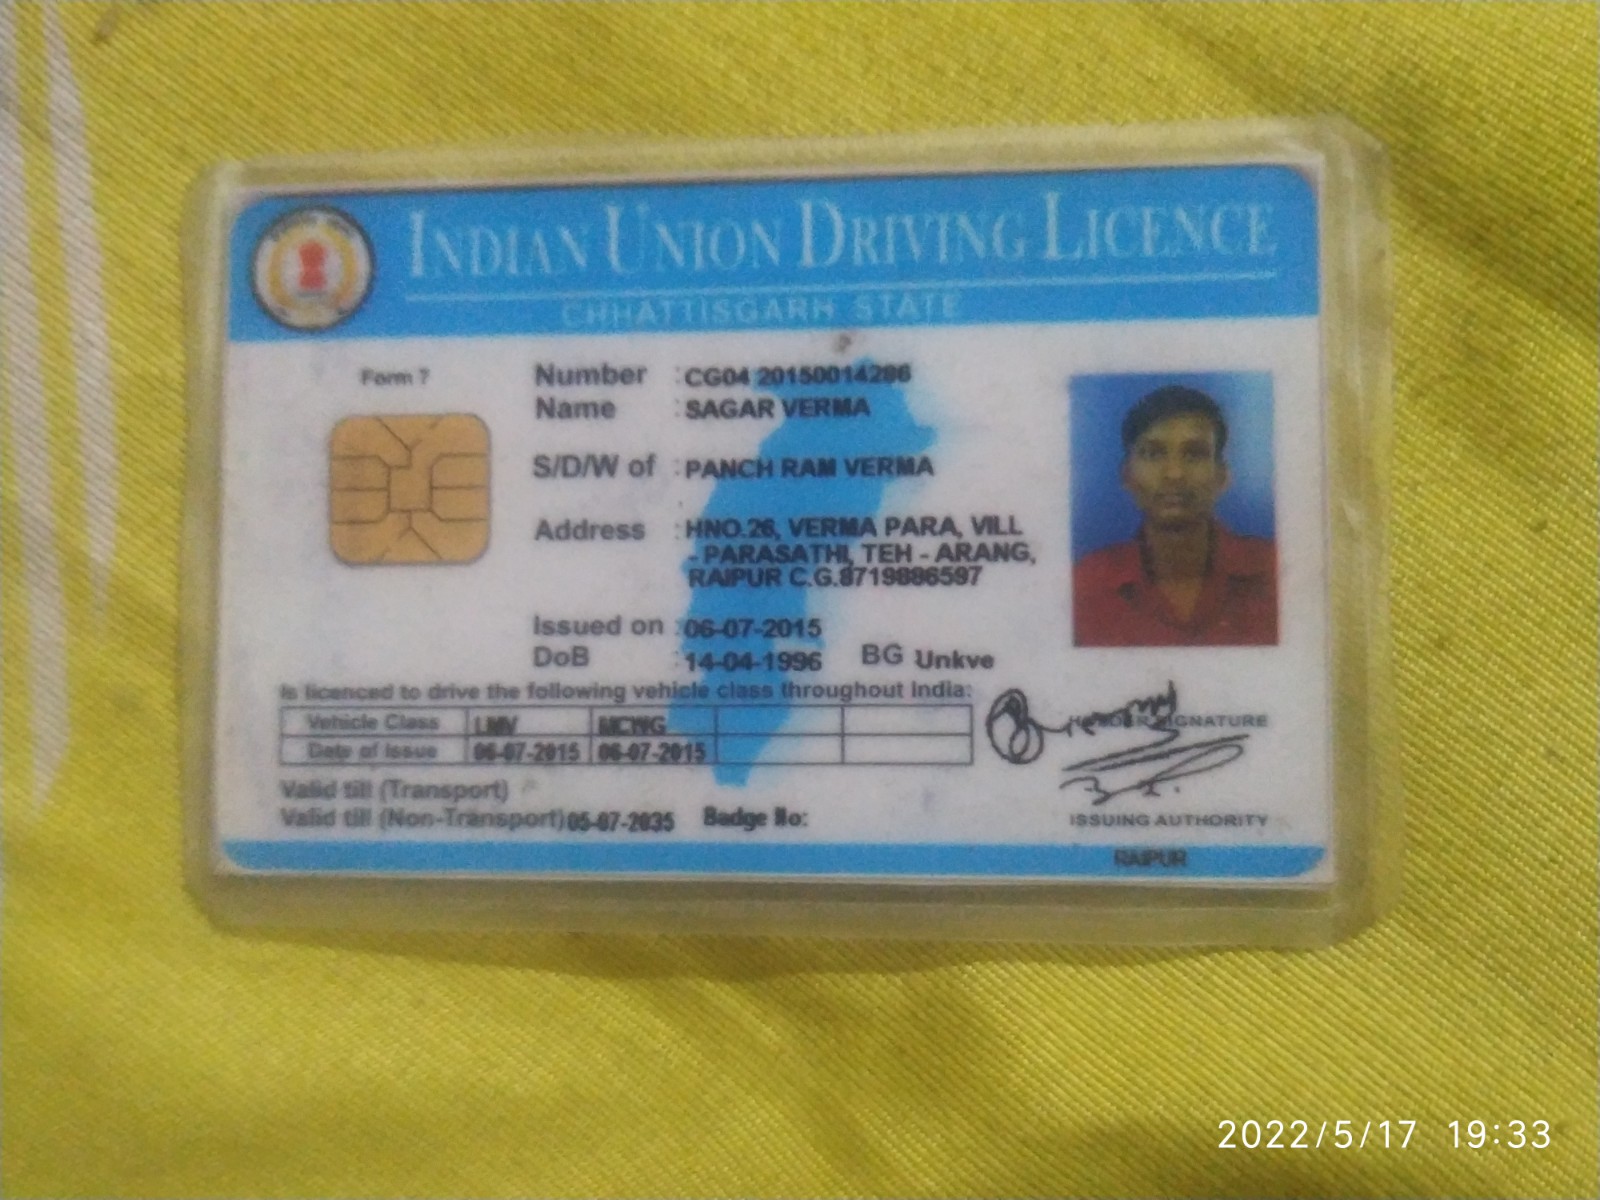 INDIAN UNION DRIVING LICENCE
CHHATTISGARH STATE
Form 7
Number : CG04 20150014286
Name : SAGAR VERMA
S/D/W of : PANCH RAM VERMA
Address : HNO.26, VERMA PARA, VILL
- PARASATHI, TEH - ARANG,
RAIPUR C.G.8719886597
Issued on : 06-07-2015
DoB : 14-04-1996 BG Unkve
Is licenced to drive the following vehicle class throughout India:
Vehicle Class LMV MCWG
Date of Issue 06-07-2015 06-07-2015
HOLDER SIGNATURE
Valid till (Transport)
Valid till (Non-Transport) 05-07-2035 Badge No:
ISSUING AUTHORITY
RAIPUR
2022/5/17 19:33